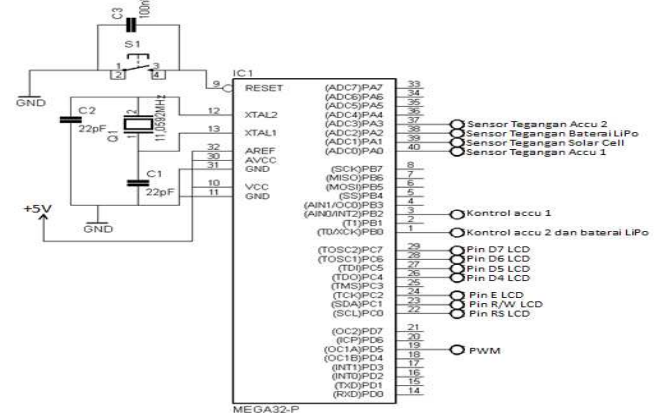 C3
100n
S1
1 3
2 4
GND
C2
22pF
Q1
2
1
11,0592MHz
C1
22pF
GND
+5V
IC1
9 RESET
12 XTAL2
13 XTAL1
32 AREF
30 AVCC
31 GND
10 VCC
11 GND
(ADC7)PA7 33
(ADC6)PA6 34
(ADC5)PA5 35
(ADC4)PA4 36
(ADC3)PA3 37 Sensor Tegangan Accu 2
(ADC2)PA2 38 Sensor Tegangan Baterai LiPo
(ADC1)PA1 39 Sensor Tegangan Solar Cell
(ADC0)PA0 40 Sensor Tegangan Accu 1
(SCK)PB7 8
(MISO)PB6 7
(MOSI)PB5 6
(SS)PB4 5
(AIN1/OC0)PB3 4
(AIN0/INT2)PB2 3 Kontrol accu 1
(T1)PB1 2
(T0/XCK)PB0 1 Kontrol accu 2 dan baterai LiPo
(TOSC2)PC7 29 Pin D7 LCD
(TOSC1)PC6 28 Pin D6 LCD
(TDI)PC5 27 Pin D5 LCD
(TDO)PC4 26 Pin D4 LCD
(TMS)PC3 25
(TCK)PC2 24 Pin E LCD
(SDA)PC1 23 Pin R/W LCD
(SCL)PC0 22 Pin RS LCD
(OC2)PD7 21
(ICP)PD6 20
(OC1A)PD5 19 PWM
(OC1B)PD4 18
(INT1)PD3 17
(INT0)PD2 16
(TXD)PD1 15
(RXD)PD0 14
MEGA32-P